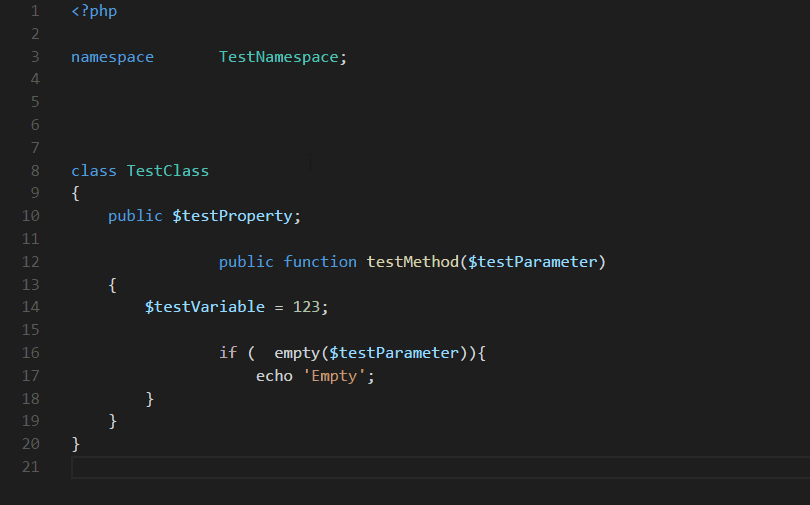 1 <?php
2
3 namespace       TestNamespace;
4
5
6
7
8 class TestClass
9 {
10     public $testProperty;
11
12                 public function testMethod($testParameter)
13     {
14         $testVariable = 123;
15
16                 if (  empty($testParameter)){
17                     echo 'Empty';
18         }
19     }
20 }
21